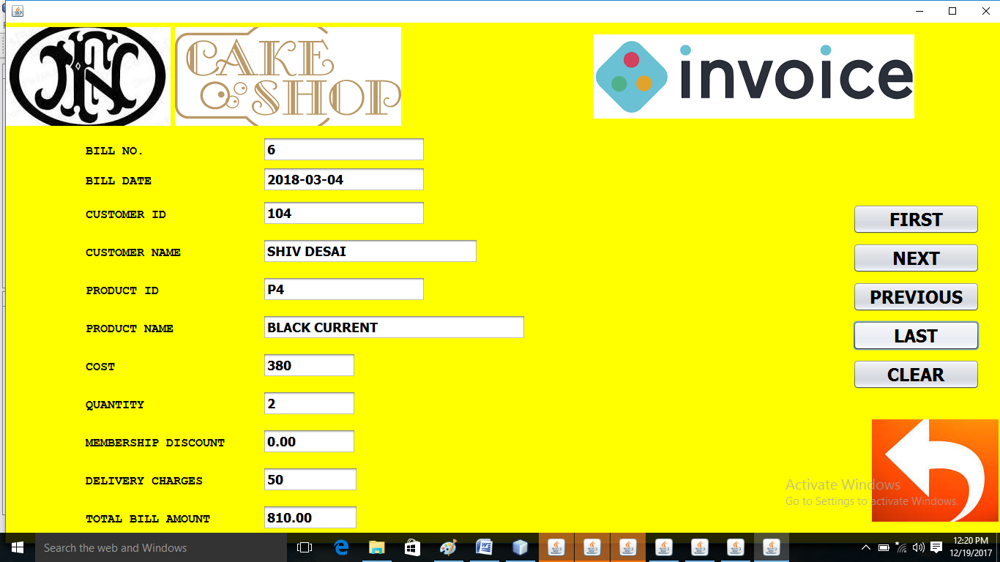 CAKE
SHOP
invoice
BILL NO. 6
BILL DATE 2018-03-04
CUSTOMER ID 104
CUSTOMER NAME SHIV DESAI
PRODUCT ID P4
PRODUCT NAME BLACK CURRENT
COST 380
QUANTITY 2
MEMBERSHIP DISCOUNT 0.00
DELIVERY CHARGES 50
TOTAL BILL AMOUNT 810.00
FIRST
NEXT
PREVIOUS
LAST
CLEAR
Activate Windows
Go to Settings to activate Windows.
Search the web and Windows
12:20 PM
12/19/2017